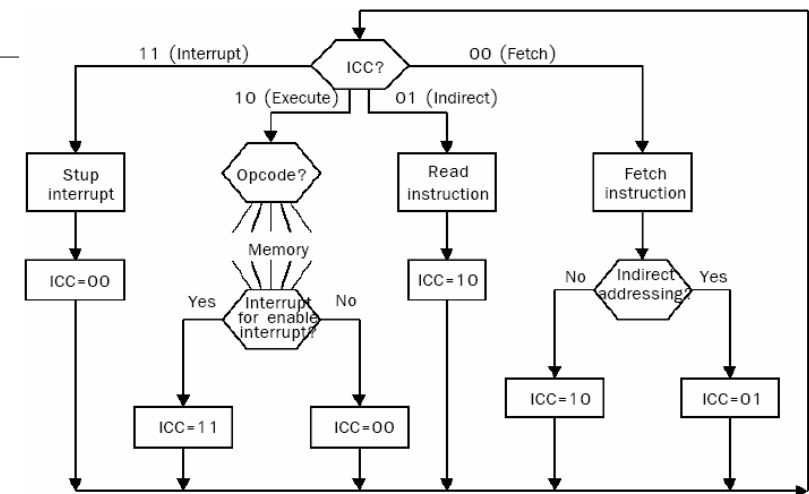 11 (Interrupt)
00 (Fetch)
ICC?
10 (Execute)
01 (Indirect)
Stup
interrupt
Opcode?
Read
instruction
Fetch
instruction
Memory
ICC=00
ICC=10
No
Indirect
addressing?
Yes
Yes
Interrupt
for enable
interrupt?
No
ICC=11
ICC=00
ICC=10
ICC=01